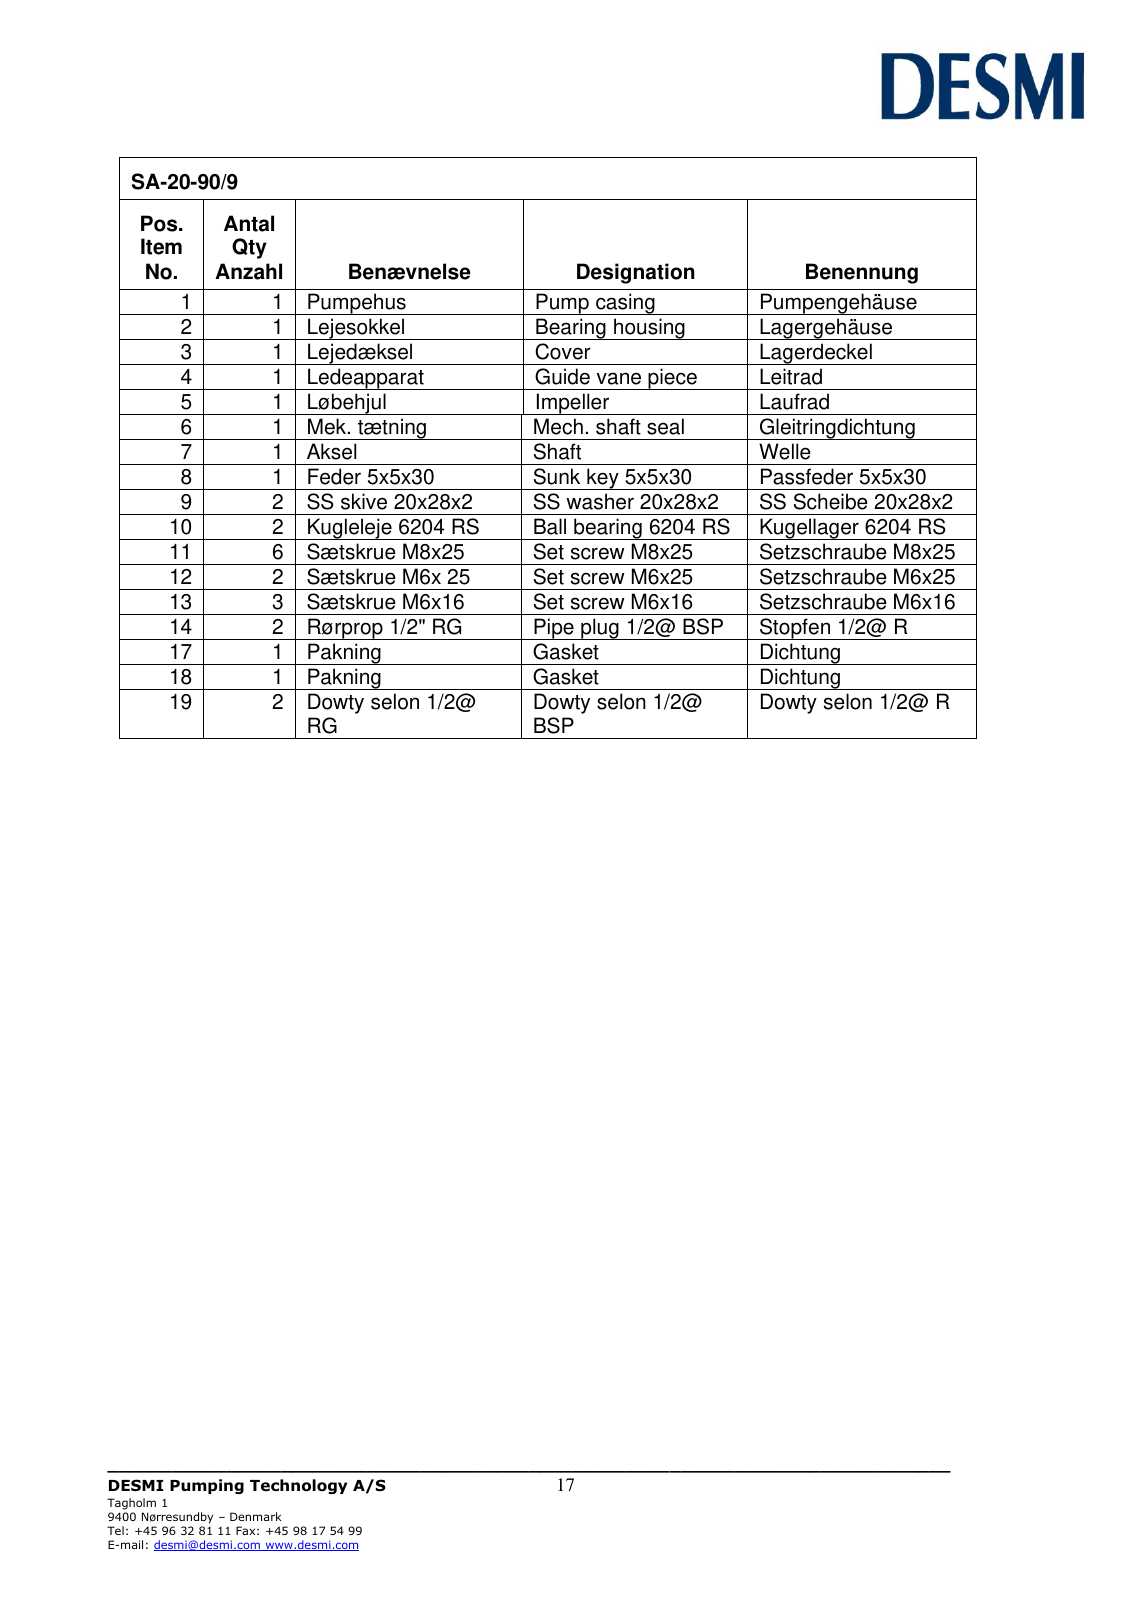 DESMI
SA-20-90/9
Pos. Item No. Antal Qty Anzahl Benævnelse Designation Benennung
1 1 Pumpehus Pump casing Pumpengehäuse
2 1 Lejesokkel Bearing housing Lagergehäuse
3 1 Lejedæksel Cover Lagerdeckel
4 1 Ledeapparat Guide vane piece Leitrad
5 1 Løbehjul Impeller Laufrad
6 1 Mek. tætning Mech. shaft seal Gleitringdichtung
7 1 Aksel Shaft Welle
8 1 Feder 5x5x30 Sunk key 5x5x30 Passfeder 5x5x30
9 2 SS skive 20x28x2 SS washer 20x28x2 SS Scheibe 20x28x2
10 2 Kugleleje 6204 RS Ball bearing 6204 RS Kugellager 6204 RS
11 6 Sætskrue M8x25 Set screw M8x25 Setzschraube M8x25
12 2 Sætskrue M6x 25 Set screw M6x25 Setzschraube M6x25
13 3 Sætskrue M6x16 Set screw M6x16 Setzschraube M6x16
14 2 Rørprop 1/2" RG Pipe plug 1/2@ BSP Stopfen 1/2@ R
17 1 Pakning Gasket Dichtung
18 1 Pakning Gasket Dichtung
19 2 Dowty selon 1/2@ RG Dowty selon 1/2@ BSP Dowty selon 1/2@ R
DESMI Pumping Technology A/S 17
Tagholm 1
9400 Nørresundby – Denmark
Tel: +45 96 32 81 11 Fax: +45 98 17 54 99
E-mail: desmi@desmi.com www.desmi.com